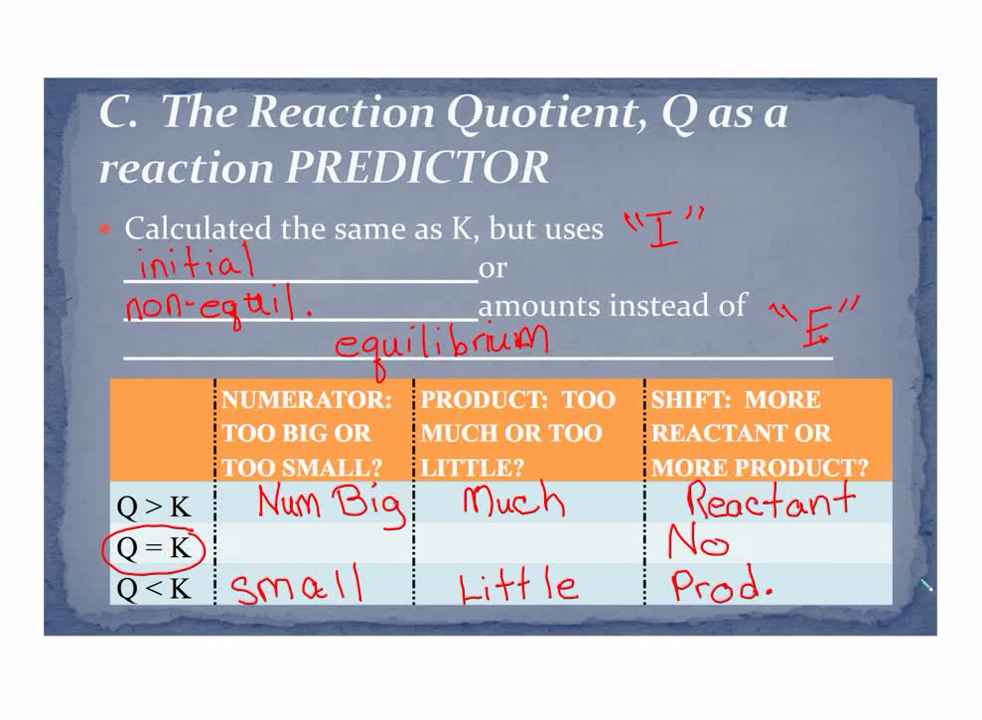 C. The Reaction Quotient, Q as a
reaction PREDICTOR
• Calculated the same as K, but uses "I"
initial or
non-equil. amounts instead of "E"
equilibrium
NUMERATOR: TOO BIG OR TOO SMALL? PRODUCT: TOO MUCH OR TOO LITTLE? SHIFT: MORE REACTANT OR MORE PRODUCT?
Q > K Num Big Much Reactant
Q = K No
Q < K Small Little Prod.